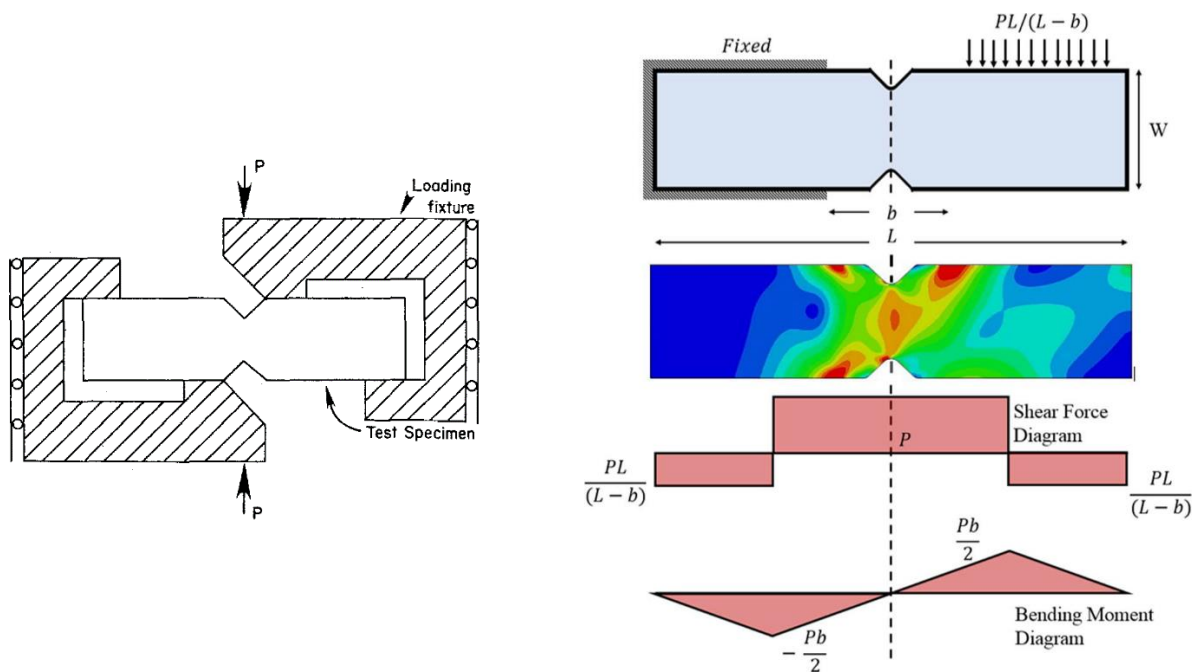 P
Loading
fixture
Test Specimen
P
PL/(L − b)
Fixed
W
b
L
Shear Force
Diagram
P
PL
(L − b)
PL
(L − b)
Pb
2
Bending Moment
Diagram
− Pb
2